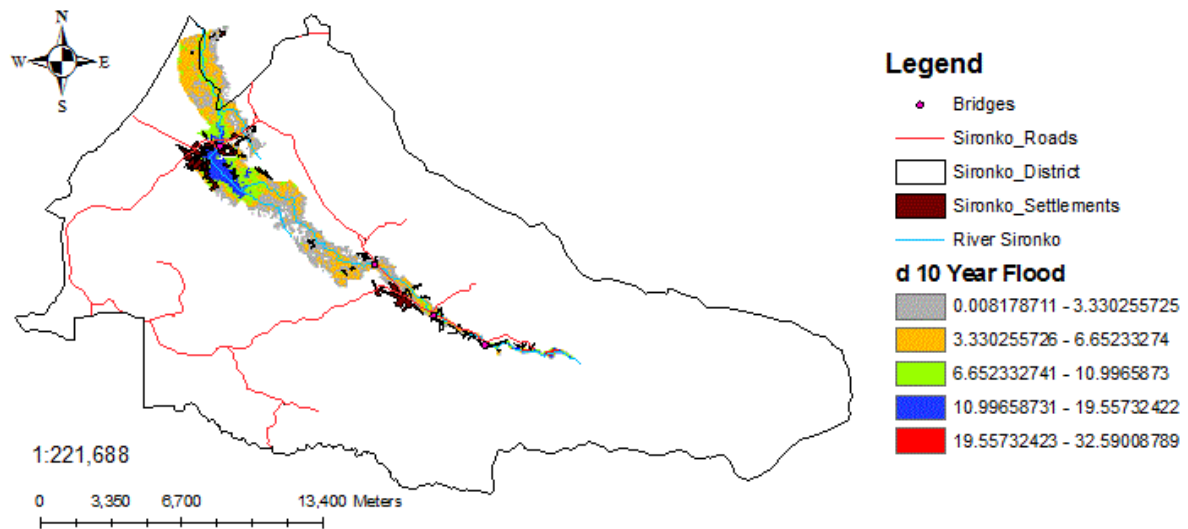 N
W E
S
Legend
Bridges
Sironko_Roads
Sironko_District
Sironko_Settlements
River Sironko
d 10 Year Flood
0.008178711 - 3.330255725
3.330255726 - 6.65233274
6.652332741 - 10.9965873
10.99658731 - 19.55732422
19.55732423 - 32.59008789
1:221,688
0 3,350 6,700 13,400 Meters